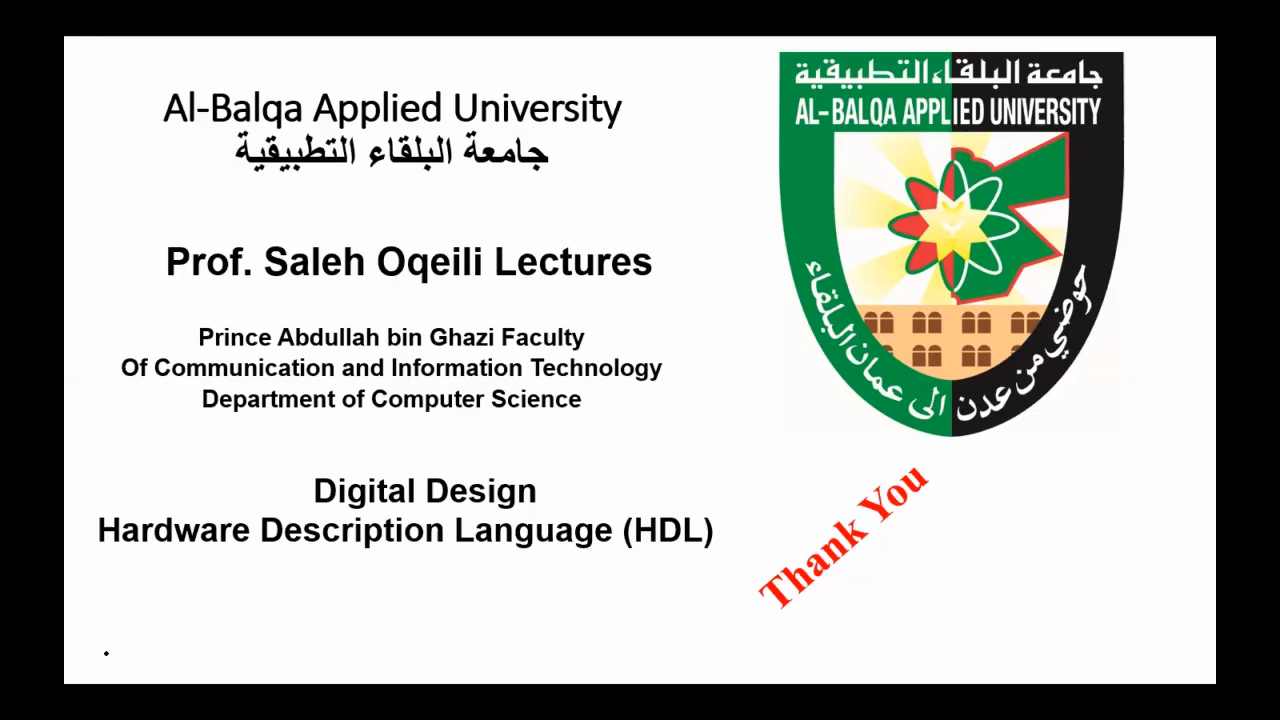 Al-Balqa Applied University
جامعة البلقاء التطبيقية
Prof. Saleh Oqeili Lectures
Prince Abdullah bin Ghazi Faculty
Of Communication and Information Technology
Department of Computer Science
Digital Design
Hardware Description Language (HDL)
جامعة البلقاء التطبيقية
AL-BALQA APPLIED UNIVERSITY
حوضي من عدن الى عمان البلقاء
Thank You